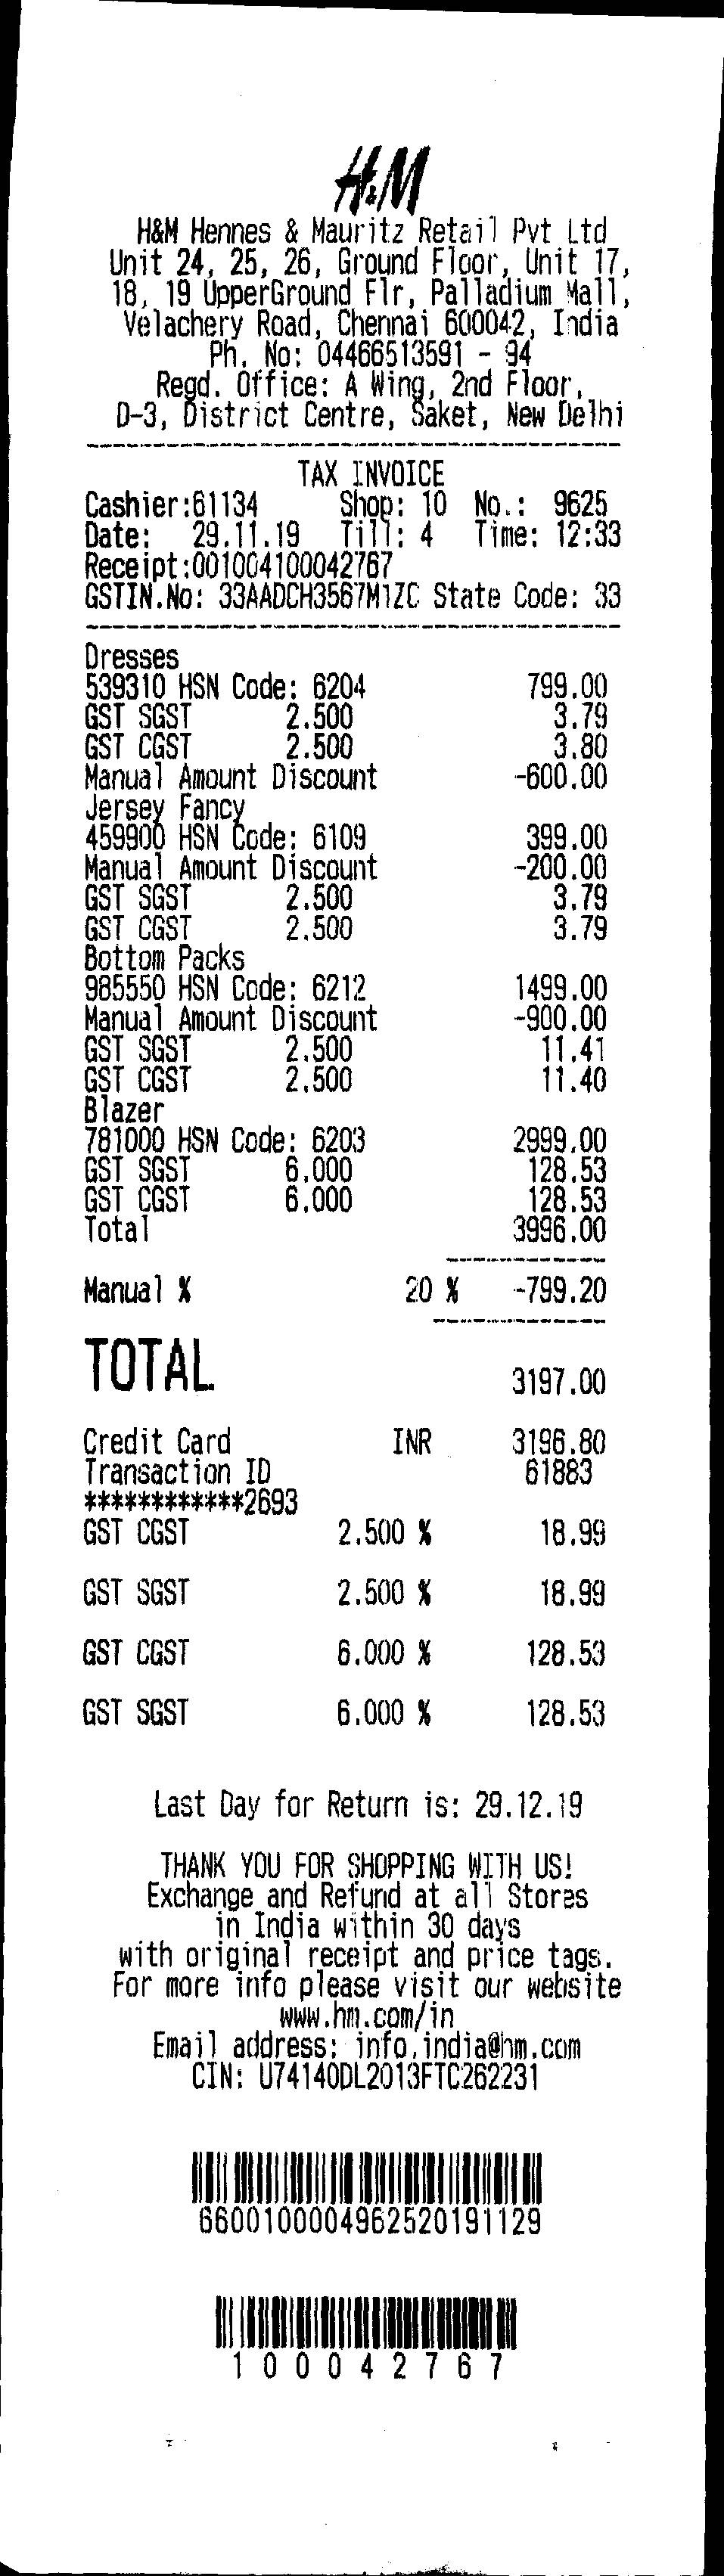 H&M
H&M Hennes & Mauritz Retail Pvt Ltd
Unit 24, 25, 26, Ground Floor, Unit 17,
18, 19 UpperGround Flr, Palladium Mall,
Velachery Road, Chennai 600042, India
Ph. No: 04466513591 - 94
Regd. Office: A Wing, 2nd Floor,
D-3, District Centre, Saket, New Delhi
TAX INVOICE
Cashier:61134 Shop: 10 No.: 9625
Date: 29.11.19 Till: 4 Time: 12:33
Receipt:001004100042767
GSTIN.No: 33AADCH3567M1ZC State Code: 33
Dresses
539310 HSN Code: 6204 799.00
GST SGST 2.500 3.79
GST CGST 2.500 3.80
Manual Amount Discount -600.00
Jersey Fancy
459900 HSN Code: 6109 399.00
Manual Amount Discount -200.00
GST SGST 2.500 3.79
GST CGST 2.500 3.79
Bottom Packs
985550 HSN Code: 6212 1499.00
Manual Amount Discount -900.00
GST SGST 2.500 11.41
GST CGST 2.500 11.40
Blazer
781000 HSN Code: 6203 2999.00
GST SGST 6.000 128.53
GST CGST 6.000 128.53
Total 3996.00
Manual % 20 % -799.20
TOTAL 3197.00
Credit Card INR 3196.80
Transaction ID 61883
************2693
GST CGST 2.500 % 18.99
GST SGST 2.500 % 18.99
GST CGST 6.000 % 128.53
GST SGST 6.000 % 128.53
Last Day for Return is: 29.12.19
THANK YOU FOR SHOPPING WITH US!
Exchange and Refund at all Stores
in India within 30 days
with original receipt and price tags.
For more info please visit our website
www.hm.com/in
Email address: info.india@hm.com
CIN: U74140DL2013FTC262231
6600100004962520191129
100042767